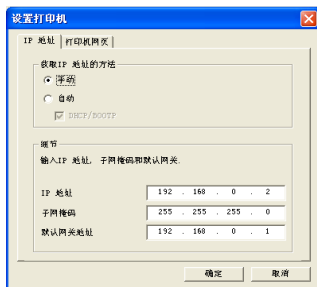 设置打印机
IP 地址
打印机网页
获取IP 地址的方法
手动
自动
DHCP/BOOTP
细节
输入IP 地址, 子网掩码和默认网关.
IP 地址 192 . 168 . 0 . 2
子网掩码 255 . 255 . 255 . 0
默认网关地址 192 . 168 . 0 . 1
确定 取消